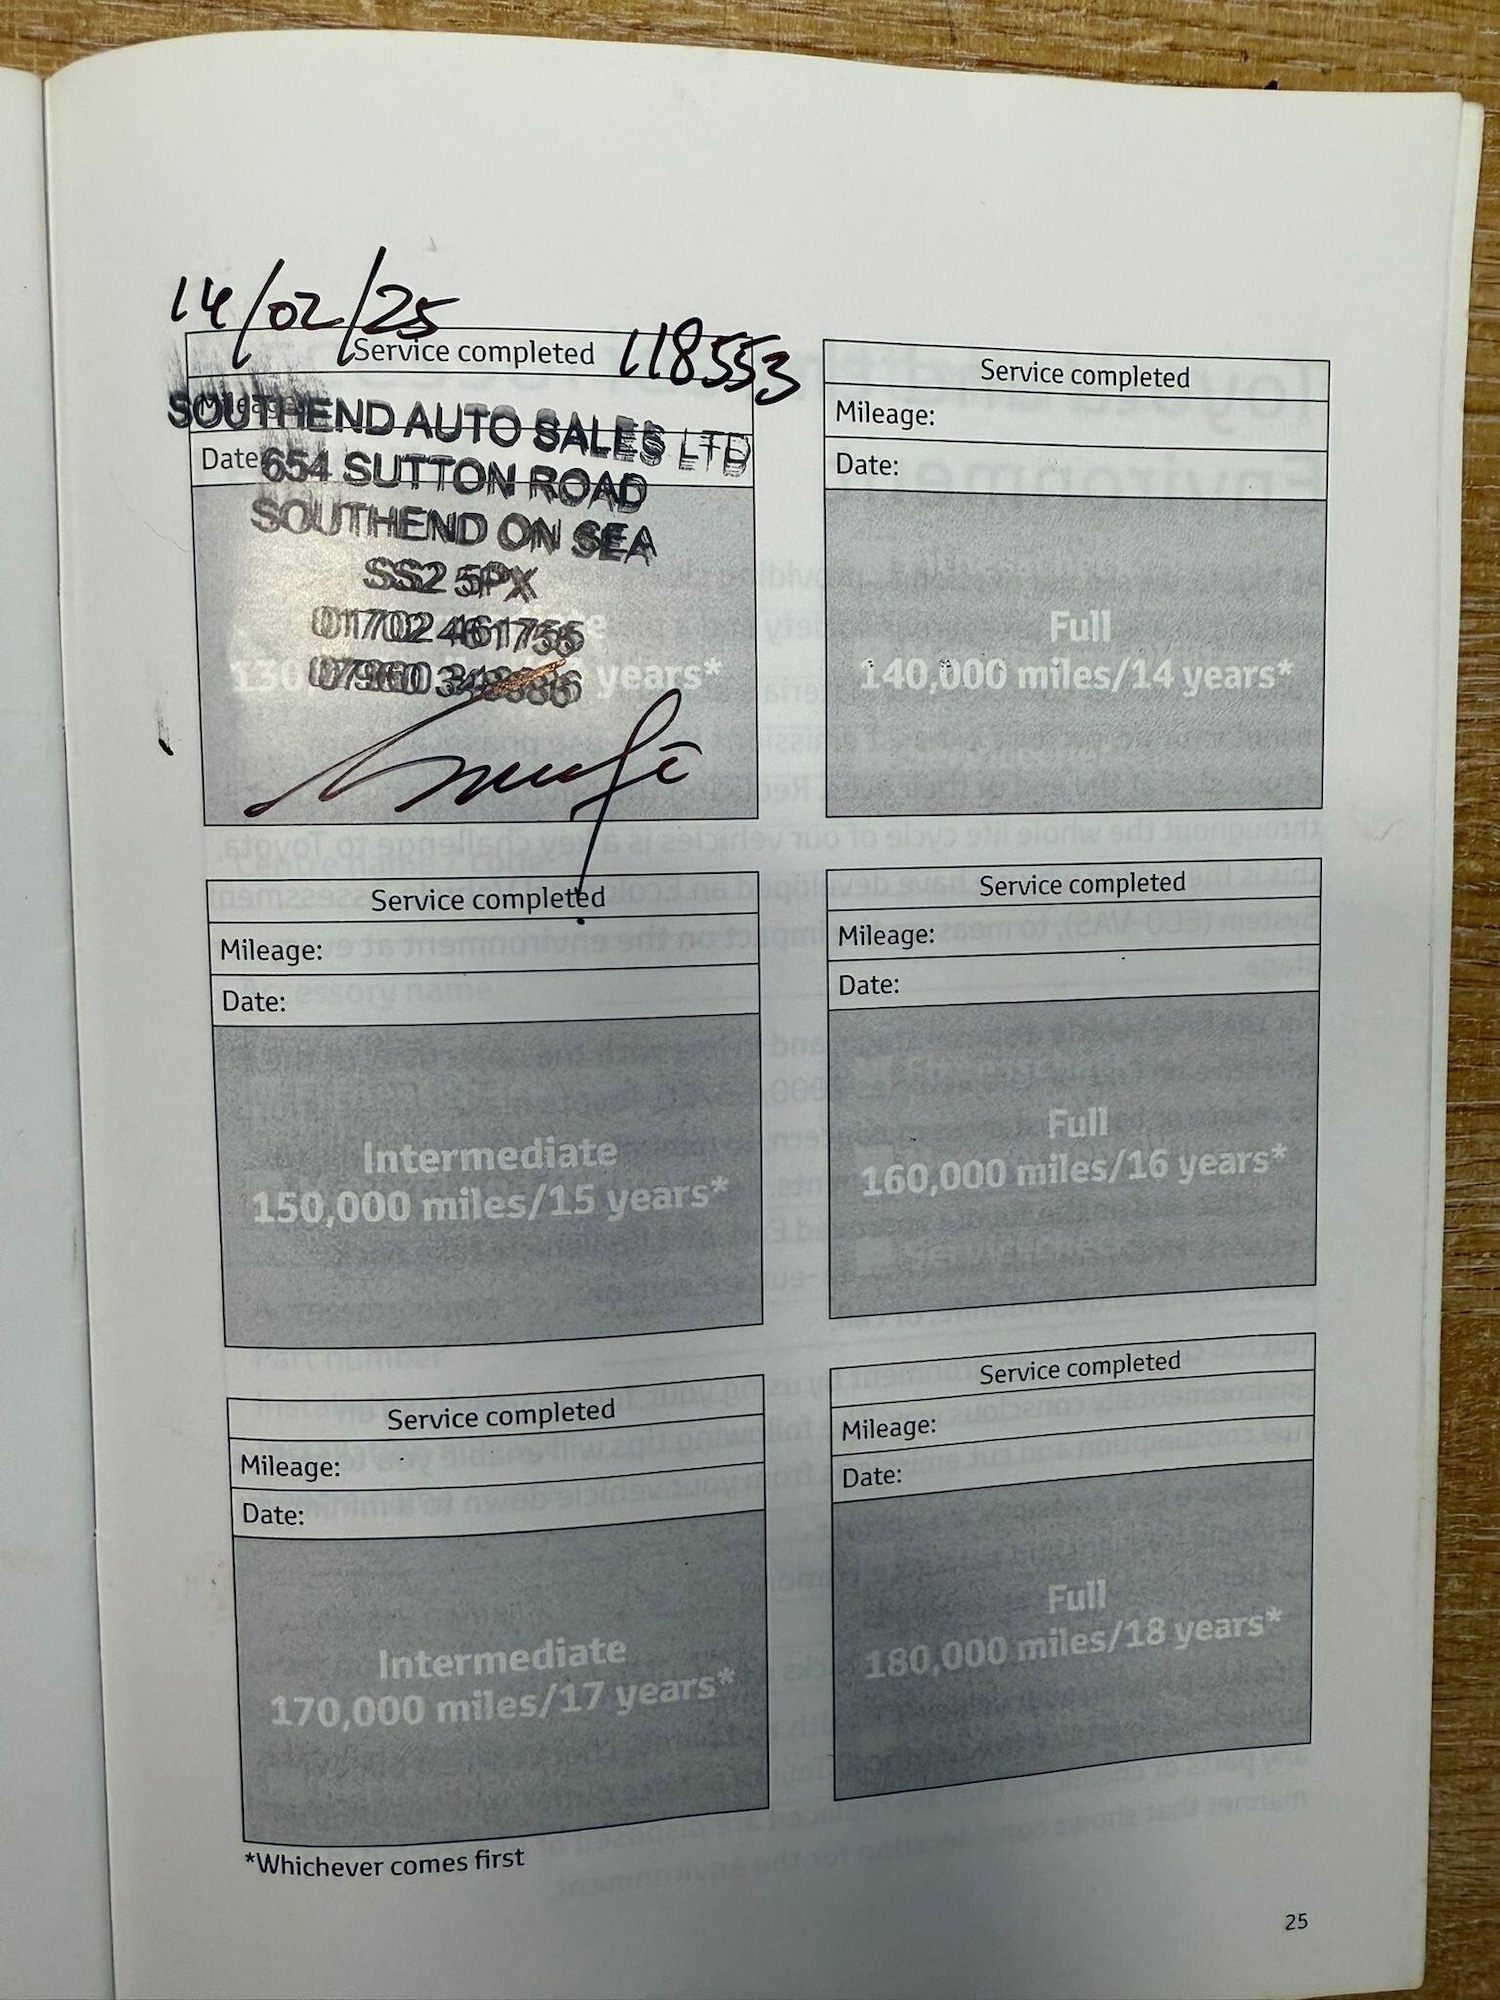 14/02/25
Service completed 118553
Mileage:
SOUTHEND AUTO SALES LTD
Date
654 SUTTON ROAD
SOUTHEND ON SEA
SS2 5PX
01702 461755
07960
130 years*
Service completed
Mileage:
Date:
Full
140,000 miles/14 years*
Service completed
Mileage:
Date:
Intermediate
150,000 miles/15 years*
Service completed
Mileage:
Date:
Full
160,000 miles/16 years*
Service completed
Mileage:
Date:
Intermediate
170,000 miles/17 years*
Service completed
Mileage:
Date:
Full
180,000 miles/18 years*
*Whichever comes first
25